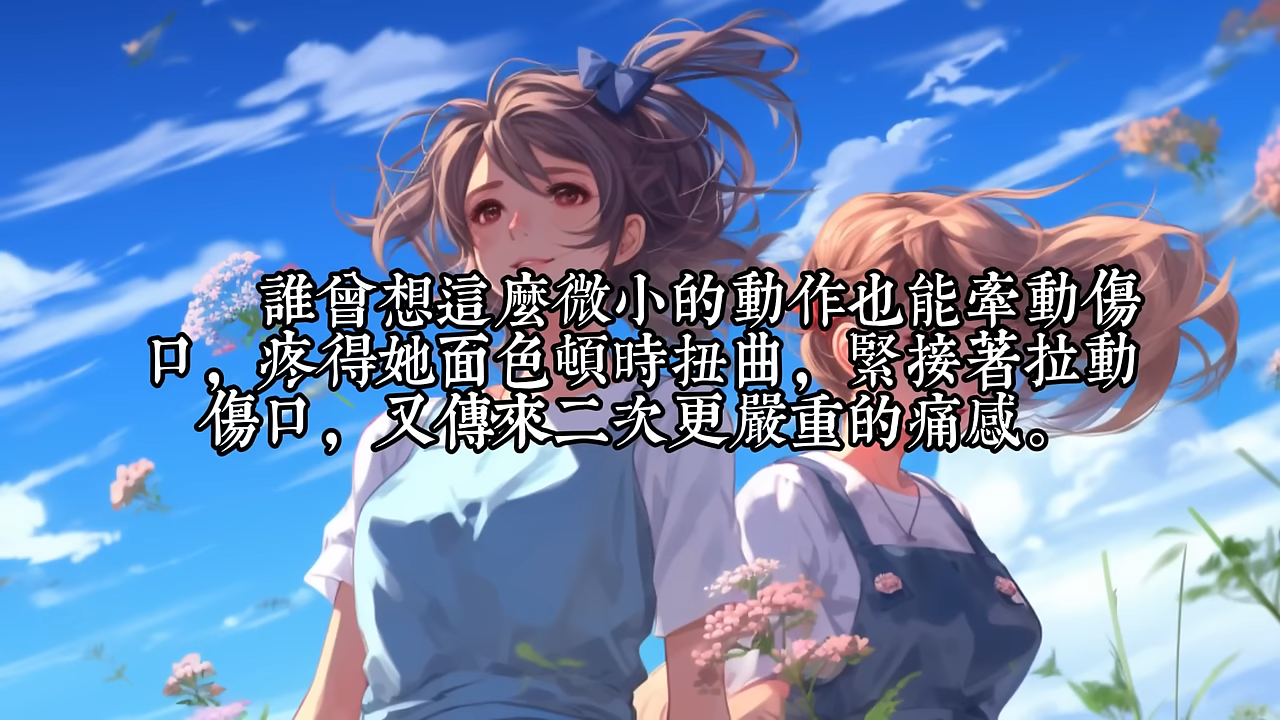 誰曾想這麼微小的動作也能牽動傷
口，疼得她面色頓時扭曲，緊接著拉動
傷口，又傳來二次更嚴重的痛感。